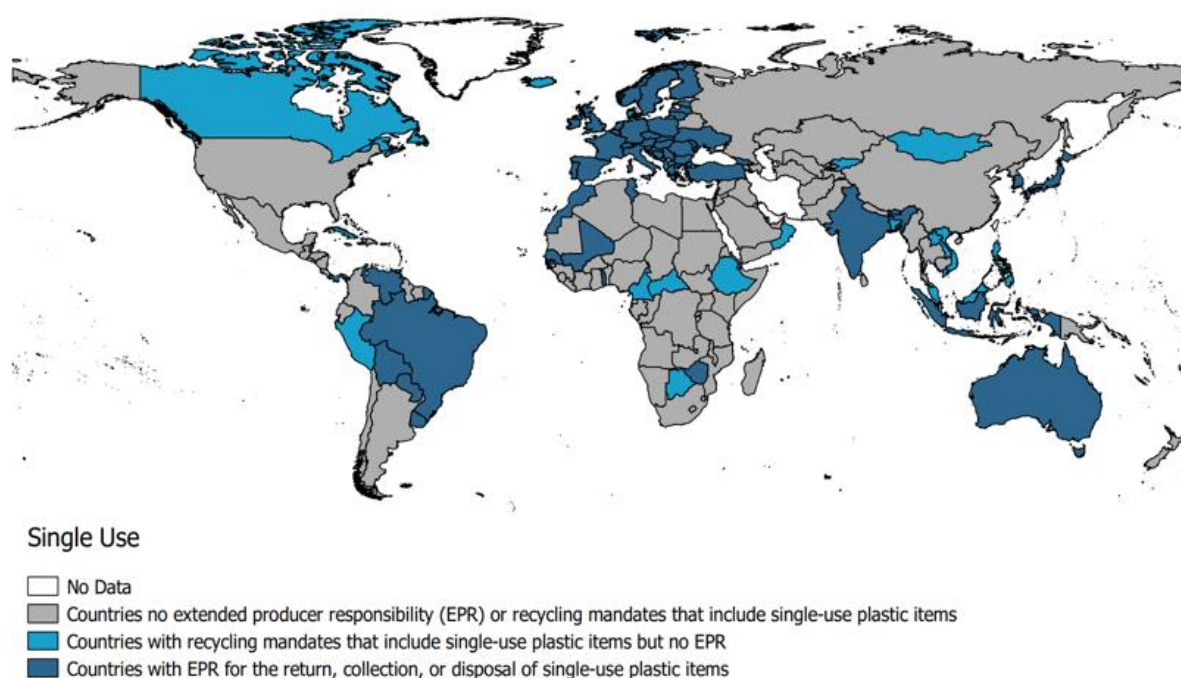 Single Use
No Data
Countries no extended producer responsibility (EPR) or recycling mandates that include single-use plastic items
Countries with recycling mandates that include single-use plastic items but no EPR
Countries with EPR for the return, collection, or disposal of single-use plastic items